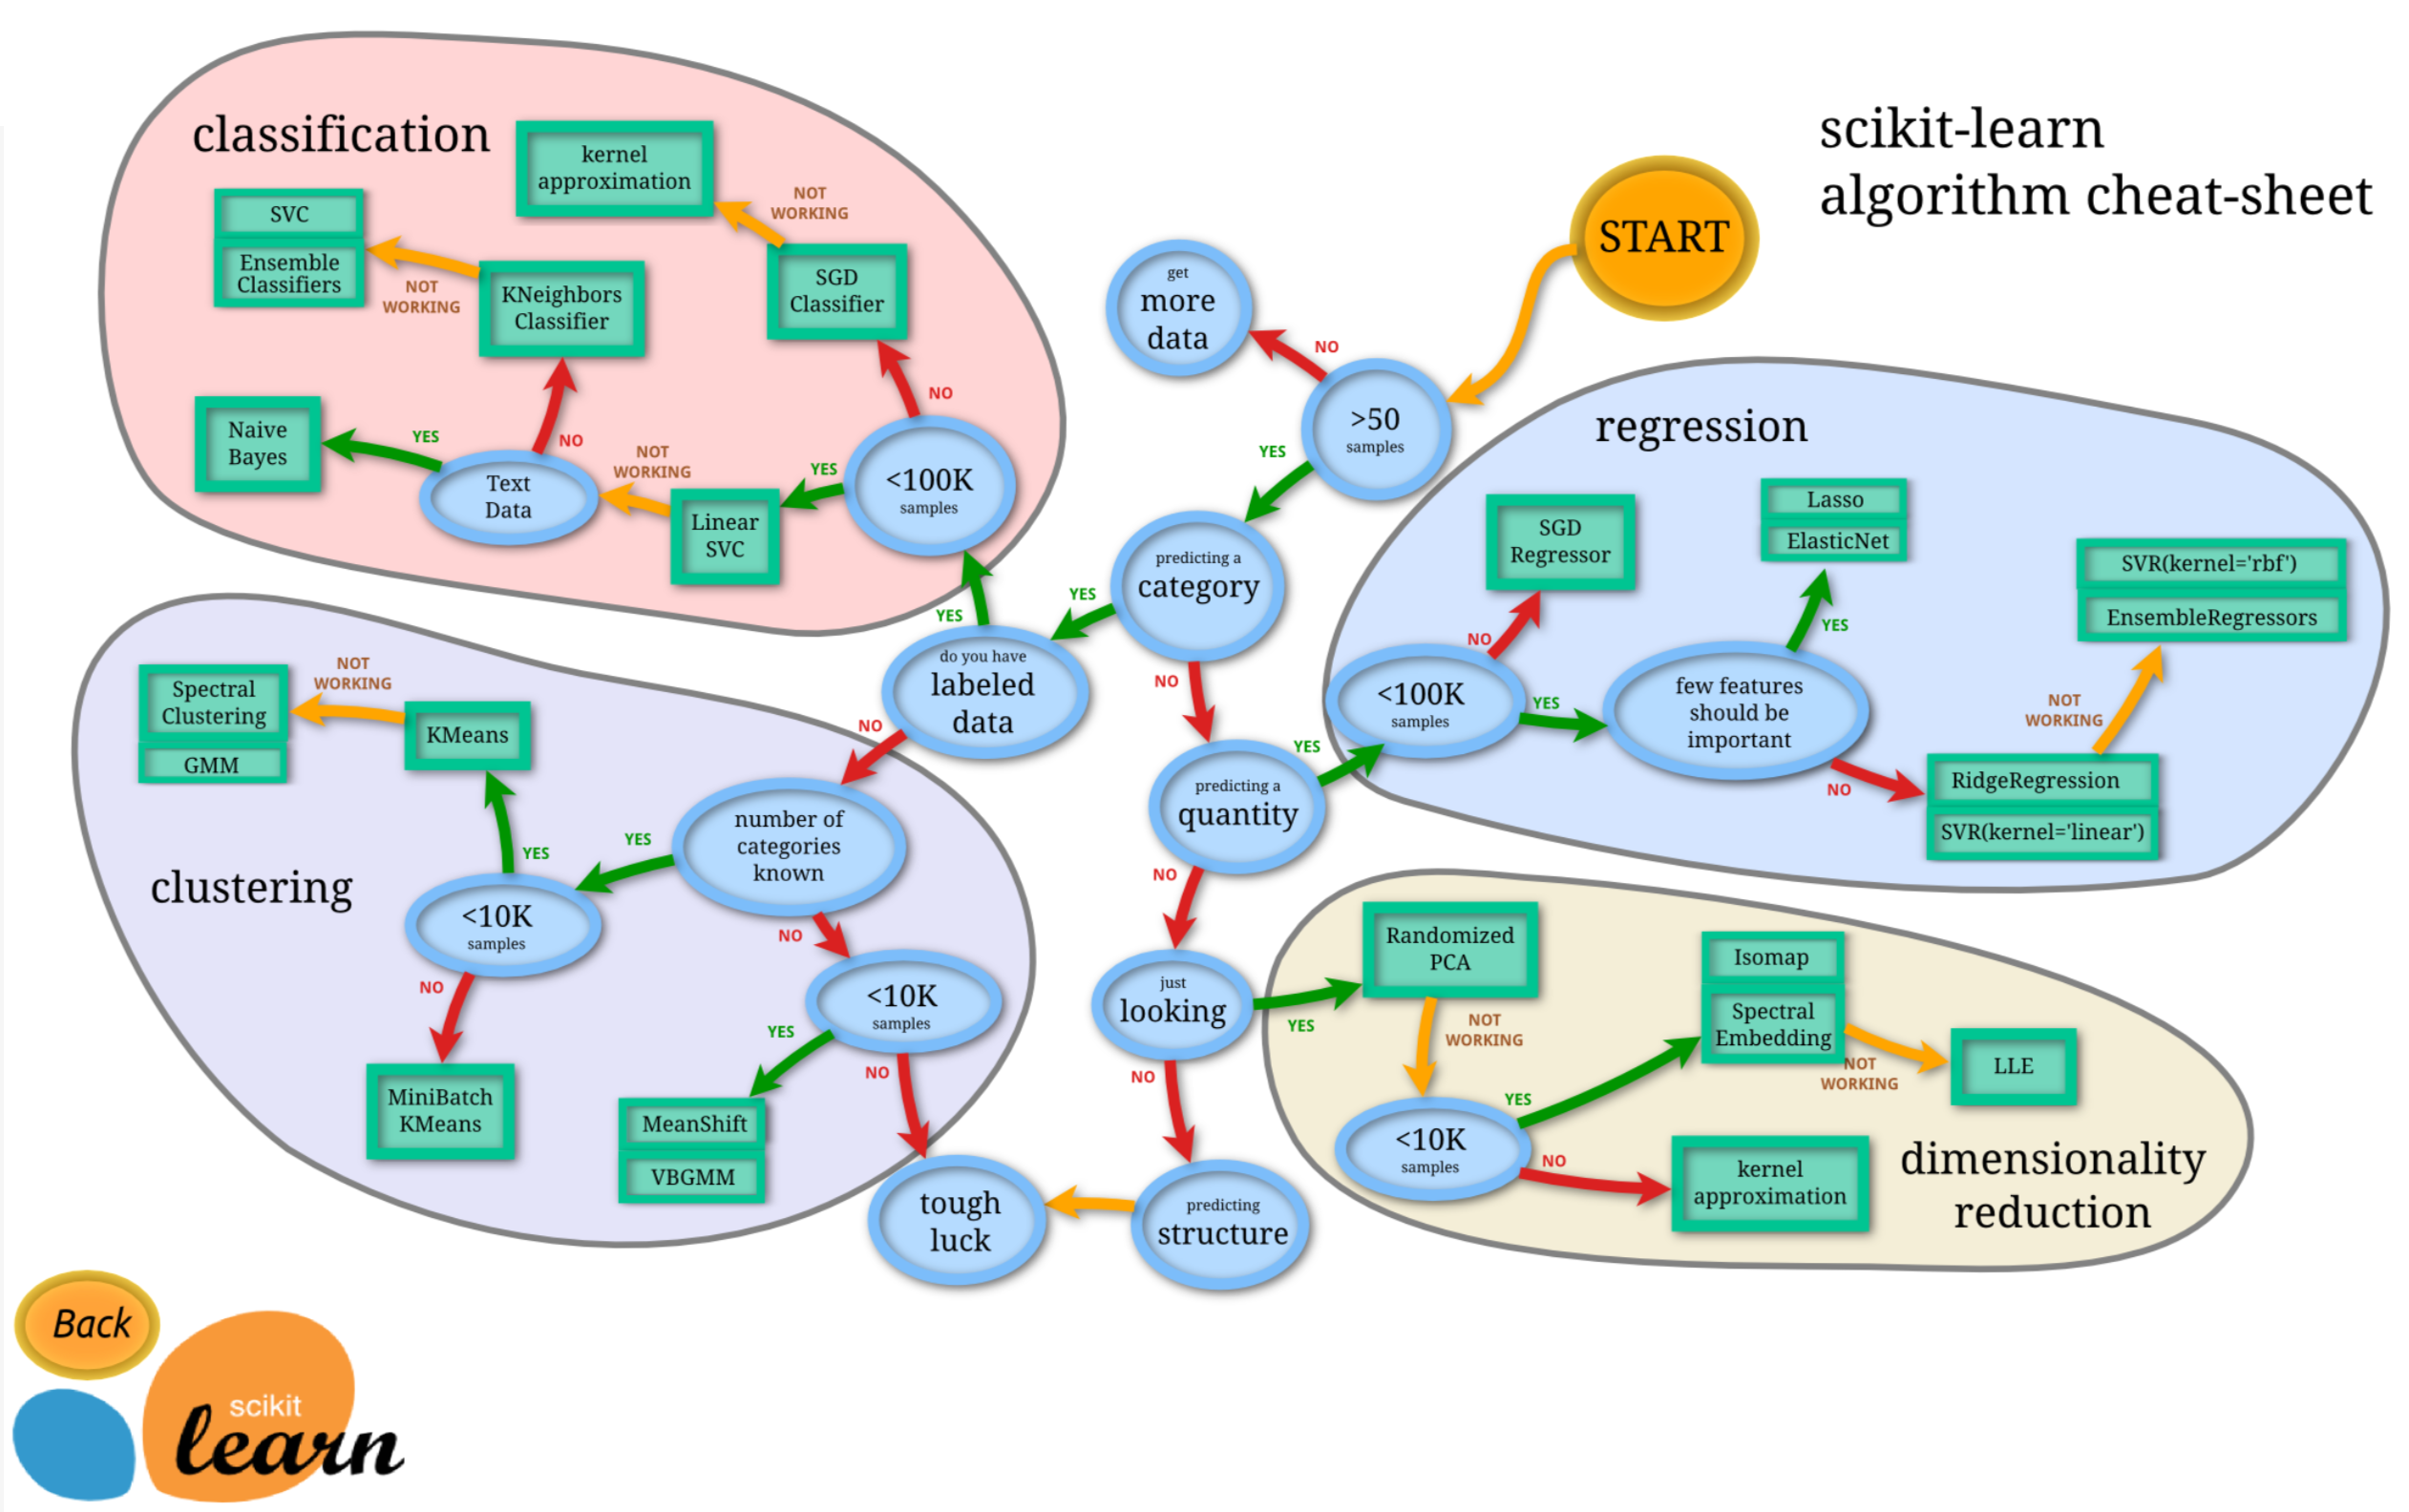 scikit-learn
algorithm cheat-sheet
START
get
more
data
NO
>50
samples
YES
predicting a
category
YES
NO
do you have
labeled
data
YES
NO
predicting a
quantity
YES
NO
just
looking
YES
NO
predicting
structure
tough
luck
classification
kernel
approximation
NOT
WORKING
SVC
Ensemble
Classifiers
NOT
WORKING
KNeighbors
Classifier
SGD
Classifier
NO
Naive
Bayes
YES
NO
Text
Data
NOT
WORKING
Linear
SVC
YES
<100K
samples
regression
SGD
Regressor
Lasso
ElasticNet
SVR(kernel='rbf')
EnsembleRegressors
NO
YES
<100K
samples
YES
few features
should be
important
NOT
WORKING
NO
RidgeRegression
SVR(kernel='linear')
clustering
Spectral
Clustering
GMM
NOT
WORKING
KMeans
YES
number of
categories
known
YES
NO
<10K
samples
NO
MiniBatch
KMeans
<10K
samples
YES
NO
MeanShift
VBGMM
dimensionality
reduction
Randomized
PCA
NOT
WORKING
Isomap
Spectral
Embedding
NOT
WORKING
LLE
YES
<10K
samples
NO
kernel
approximation
Back
scikit
learn